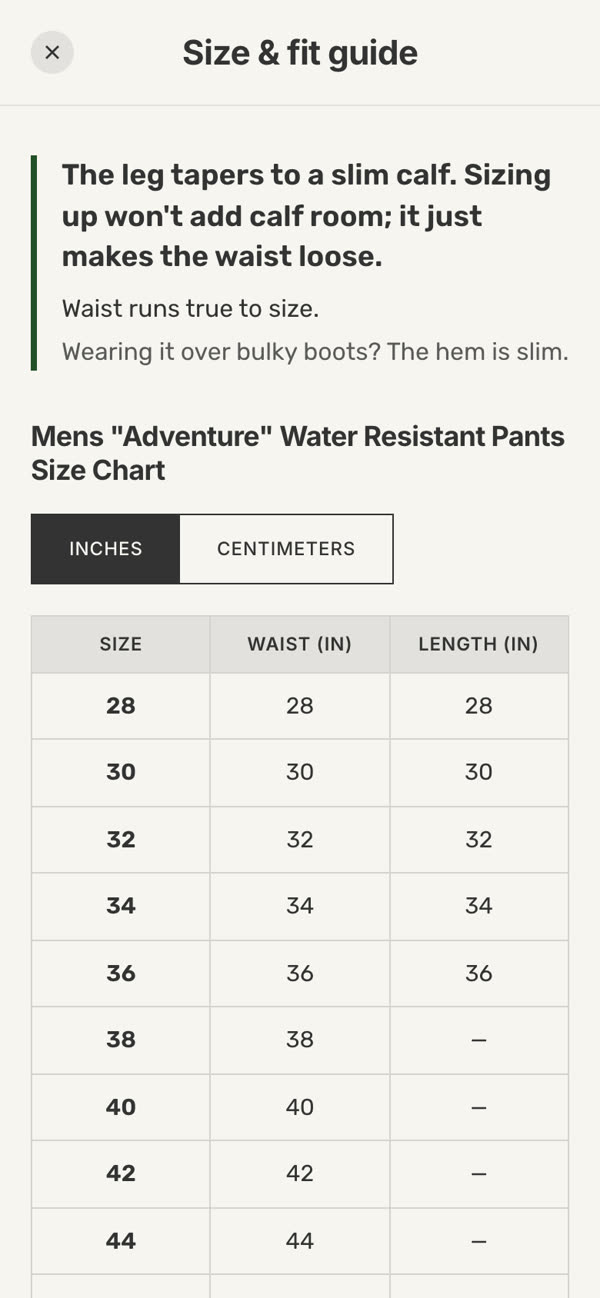 ×
Size & fit guide
The leg tapers to a slim calf. Sizing
up won't add calf room; it just
makes the waist loose.
Waist runs true to size.
Wearing it over bulky boots? The hem is slim.
Mens "Adventure" Water Resistant Pants
Size Chart
INCHES CENTIMETERS
SIZE WAIST (IN) LENGTH (IN)
28 28 28
30 30 30
32 32 32
34 34 34
36 36 36
38 38 –
40 40 –
42 42 –
44 44 –